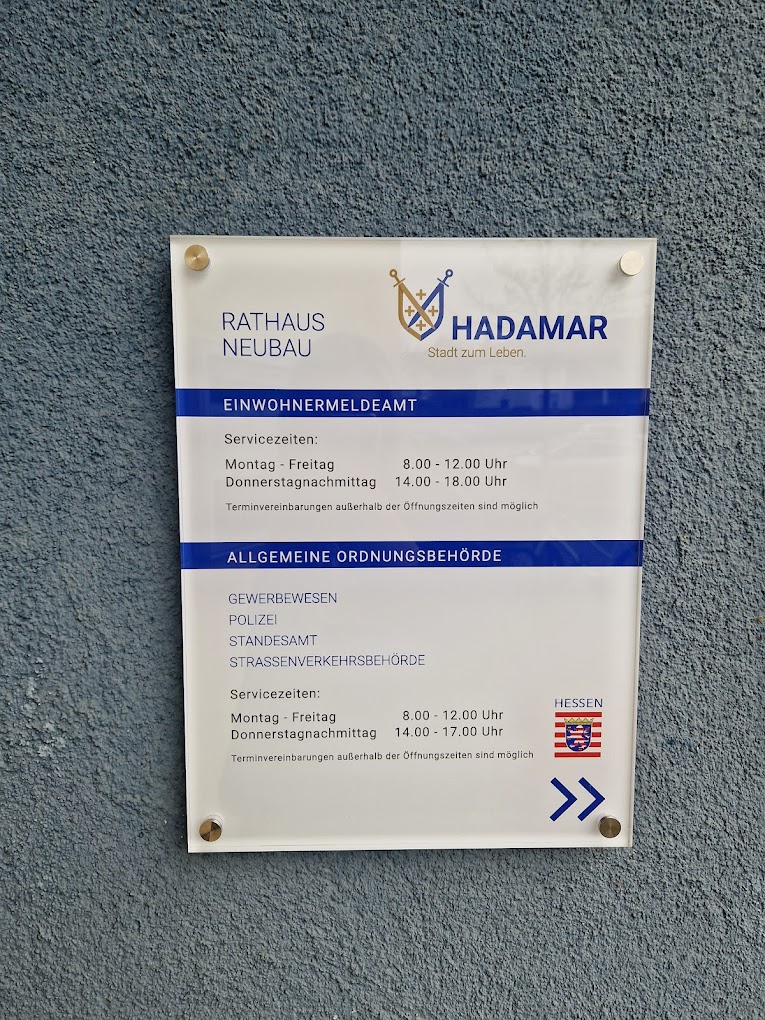 RATHAUS
NEUBAU
HADAMAR
Stadt zum Leben.
EINWOHNERMELDEAMT
Servicezeiten:
Montag - Freitag 8.00 - 12.00 Uhr
Donnerstagnachmittag 14.00 - 18.00 Uhr
Terminvereinbarungen außerhalb der Öffnungszeiten sind möglich
ALLGEMEINE ORDNUNGSBEHÖRDE
GEWERBEWESEN
POLIZEI
STANDESAMT
STRASSENVERKEHRSBEHÖRDE
Servicezeiten:
Montag - Freitag 8.00 - 12.00 Uhr
Donnerstagnachmittag 14.00 - 17.00 Uhr
Terminvereinbarungen außerhalb der Öffnungszeiten sind möglich
HESSEN